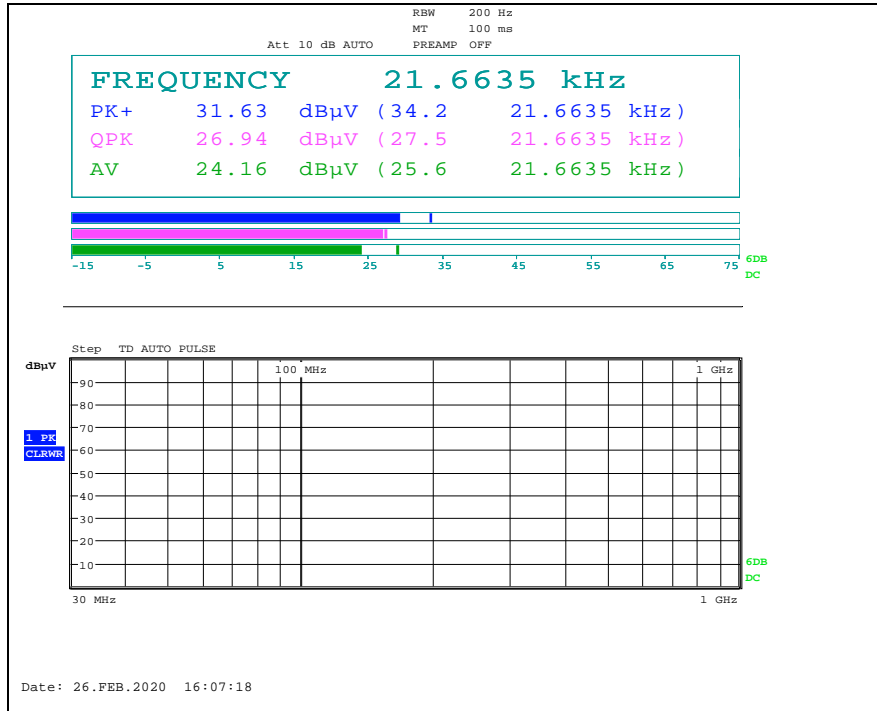 RBW 200 Hz
MT 100 ms
Att 10 dB AUTO PREAMP OFF
FREQUENCY 21.6635 kHz
PK+ 31.63 dBµV (34.2 21.6635 kHz)
QPK 26.94 dBµV (27.5 21.6635 kHz)
AV 24.16 dBµV (25.6 21.6635 kHz)
-15 -5 5 15 25 35 45 55 65 75
6DB
DC
Step TD AUTO PULSE
dBµV
100 MHz 1 GHz
90
80
70
1 PK
CLRWR
60
50
40
30
20
10
6DB
DC
30 MHz 1 GHz
Date: 26.FEB.2020 16:07:18